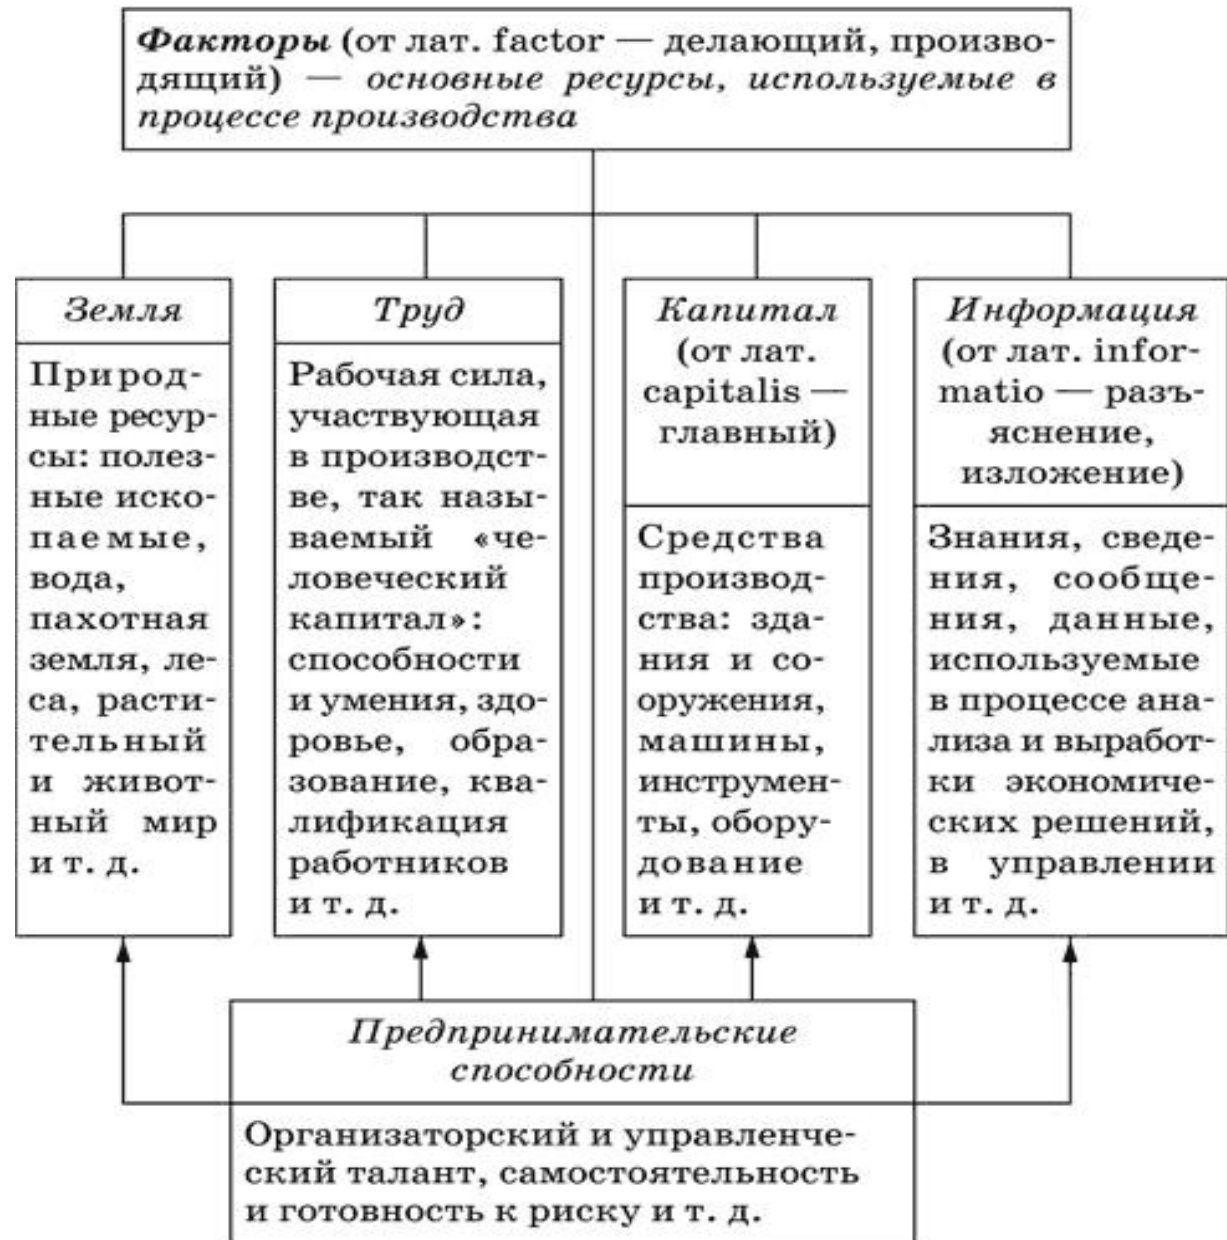 Факторы (от лат. factor — делающий, произво-
дящий) — основные ресурсы, используемые в
процессе производства
Земля
Природ-
ные ресур-
сы: полез-
ные иско-
паемые,
вода,
пахотная
земля, ле-
са, расти-
тельный
и живот-
ный мир
и т. д.
Труд
Рабочая сила,
участвующая
в производст-
ве, так назы-
ваемый «че-
ловеческий
капитал»:
способности
и умения, здо-
ровье, обра-
зование, ква-
лификация
работников
и т. д.
Капитал
(от лат.
capitalis —
главный)
Средства
производ-
ства: зда-
ния и со-
оружения,
машины,
инструмен-
ты, обору-
дование
и т. д.
Информация
(от лат. infor-
matio — разъ-
яснение,
изложение)
Знания, сведе-
ния, сообще-
ния, данные,
используемые
в процессе ана-
лиза и выработ-
ки экономиче-
ских решений,
в управлении
и т. д.
Предпринимательские
способности
Организаторский и управленче-
ский талант, самостоятельность
и готовность к риску и т. д.